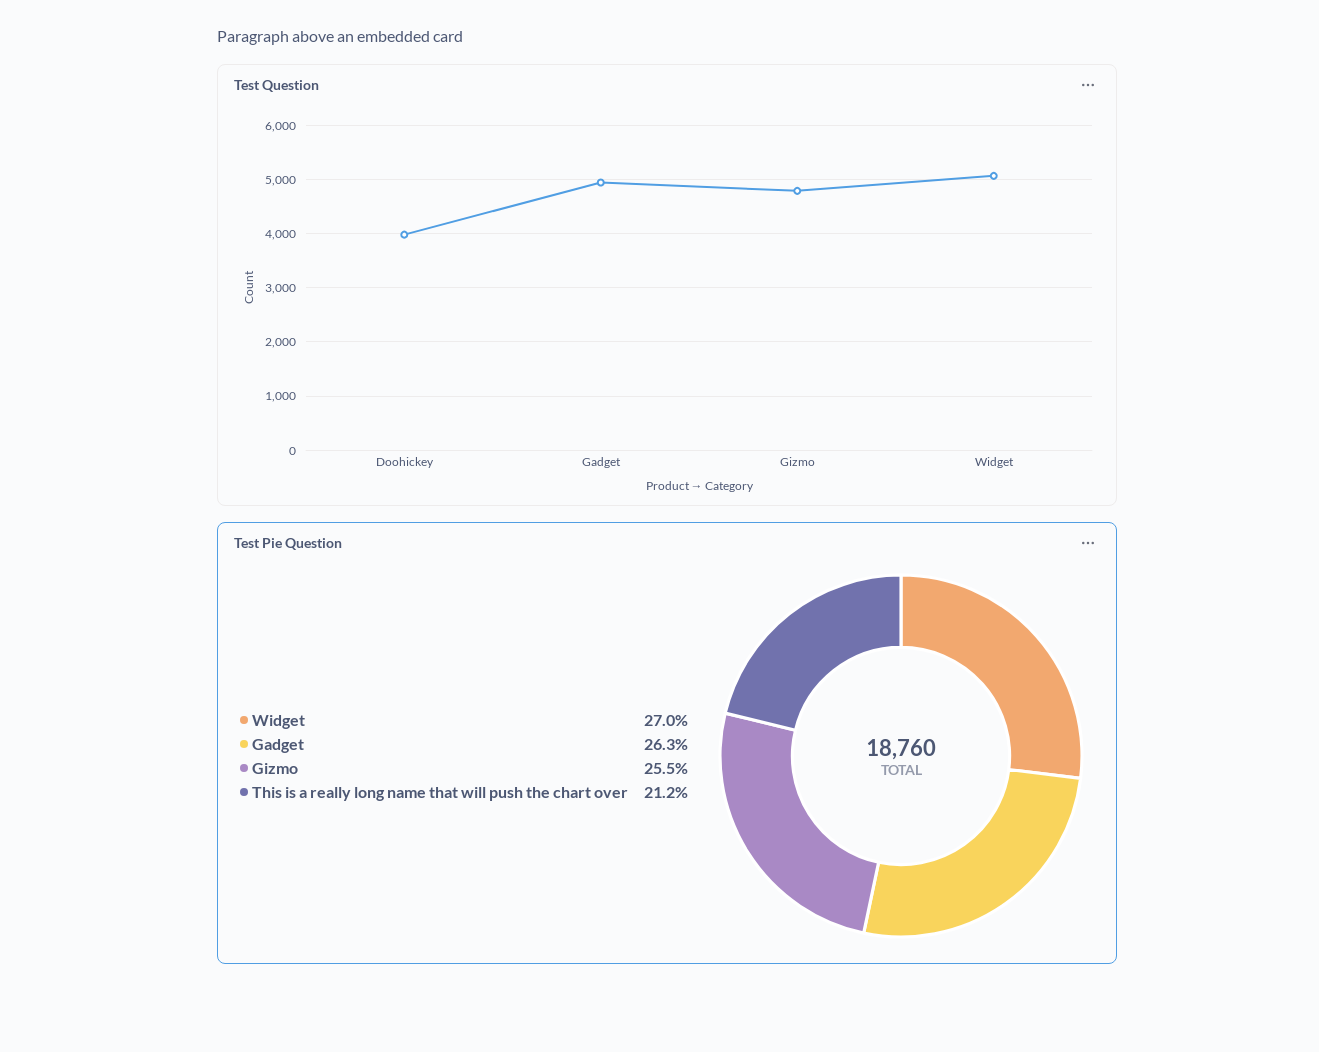 Paragraph above an embedded card
Test Question
6,000
5,000
4,000
3,000
2,000
1,000
0
Count
Doohickey
Gadget
Gizmo
Widget
Product → Category
Test Pie Question
Widget 27.0%
Gadget 26.3%
Gizmo 25.5%
This is a really long name that will push the chart over 21.2%
18,760
TOTAL